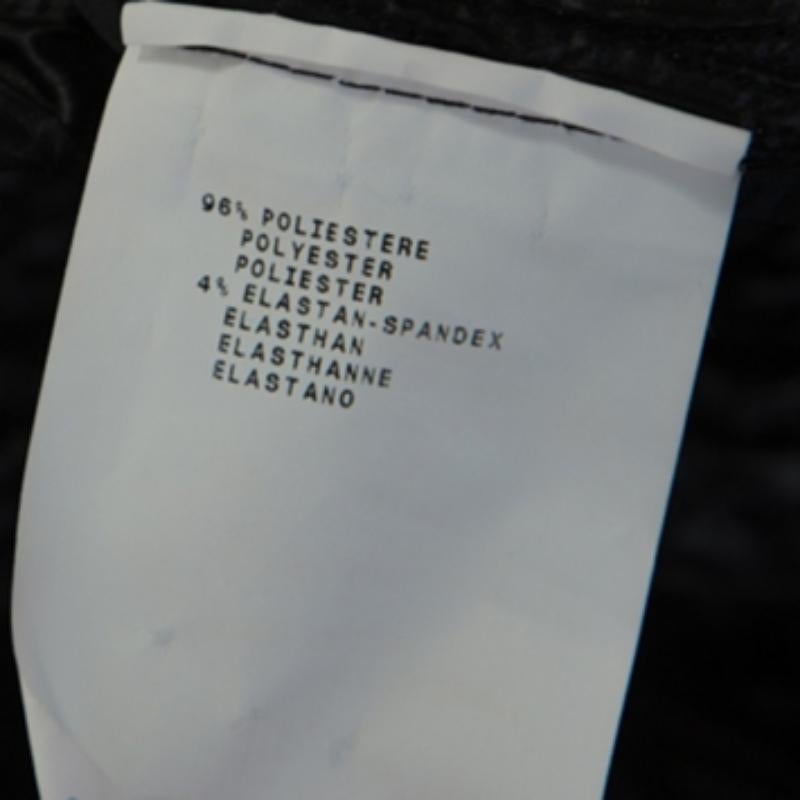 96% POLIESTERE
POLYESTER
POLIESTER
4% ELASTAN-SPANDEX
ELASTHAN
ELASTHANNE
ELASTANO